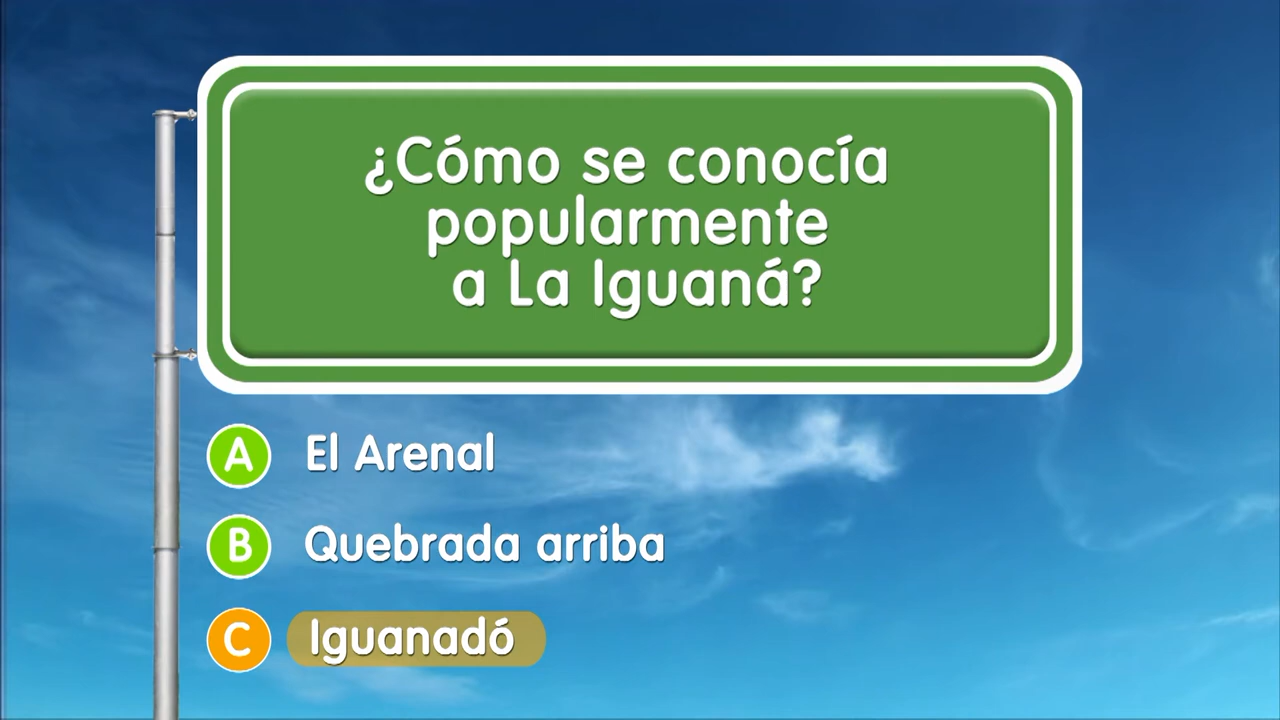 ¿Cómo se conocía
popularmente
a La Iguaná?
A El Arenal
B Quebrada arriba
C Iguanadó